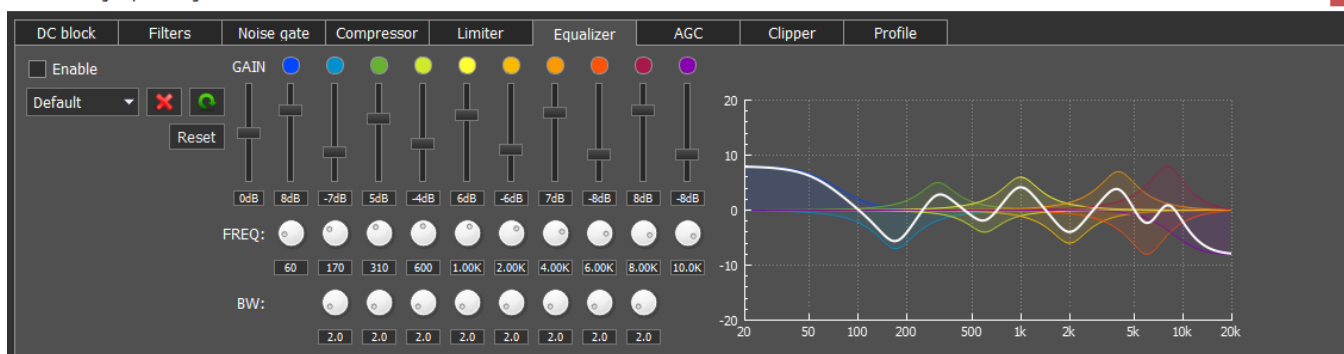 DC block Filters Noise gate Compressor Limiter Equalizer AGC Clipper Profile
Enable
GAIN
Default
Reset
0dB 8dB -7dB 5dB -4dB 6dB -6dB 7dB -8dB 8dB -8dB
FREQ:
60 170 310 600 1.00K 2.00K 4.00K 6.00K 8.00K 10.0K
BW:
2.0 2.0 2.0 2.0 2.0 2.0 2.0 2.0
20
10
0
-10
-20
20 50 100 200 500 1k 2k 5k 10k 20k